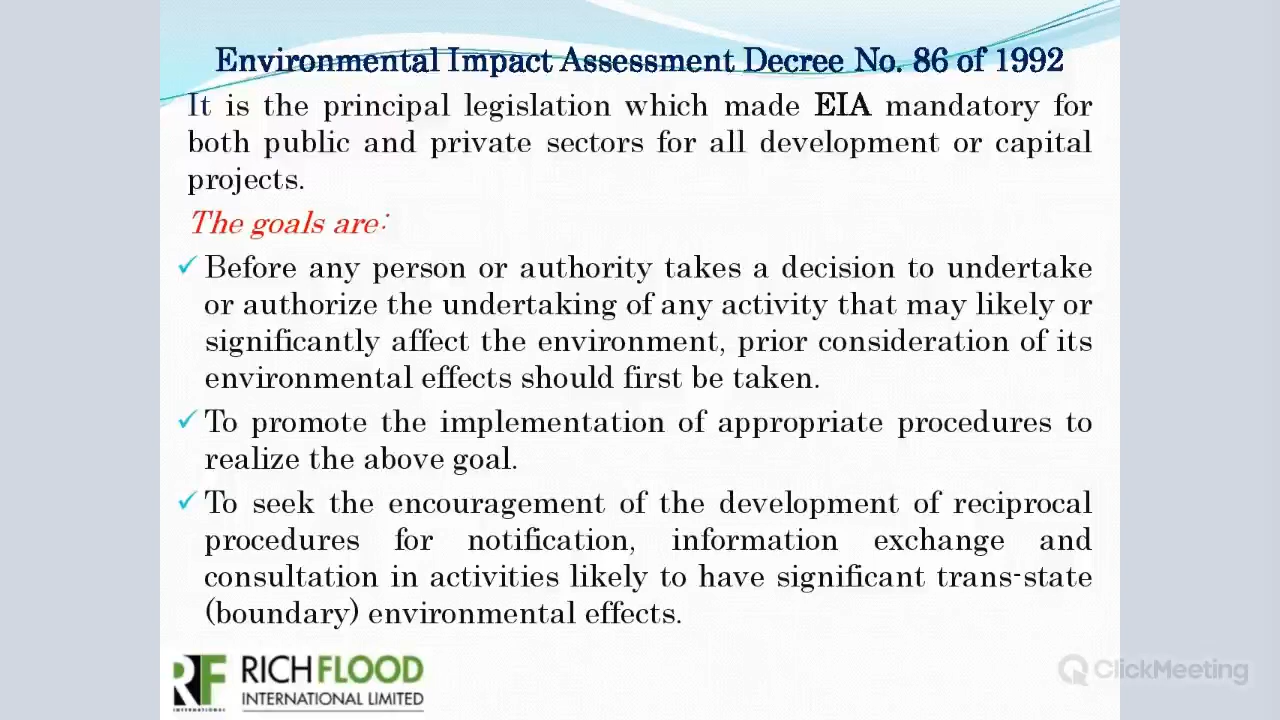 Environmental Impact Assessment Decree No. 86 of 1992
It is the principal legislation which made EIA mandatory for
both public and private sectors for all development or capital
projects.
The goals are:
✓ Before any person or authority takes a decision to undertake
or authorize the undertaking of any activity that may likely or
significantly affect the environment, prior consideration of its
environmental effects should first be taken.
✓ To promote the implementation of appropriate procedures to
realize the above goal.
✓ To seek the encouragement of the development of reciprocal
procedures for notification, information exchange and
consultation in activities likely to have significant trans-state
(boundary) environmental effects.
RF
INTERNATIONAL
RICHFLOOD
INTERNATIONAL LIMITED
ClickMeeting